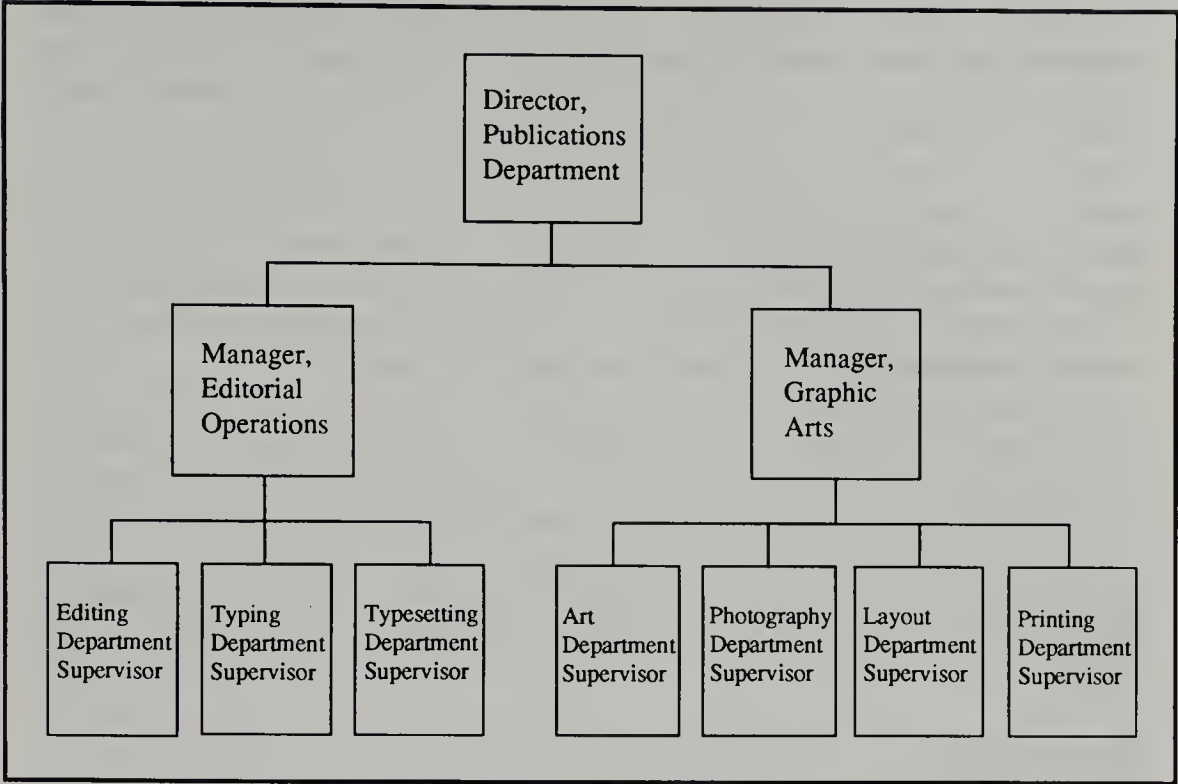 Director,
Publications
Department
Manager,
Editorial
Operations
Manager,
Graphic
Arts
Editing
Department
Supervisor
Typing
Department
Supervisor
Typesetting
Department
Supervisor
Art
Department
Supervisor
Photography
Department
Supervisor
Layout
Department
Supervisor
Printing
Department
Supervisor